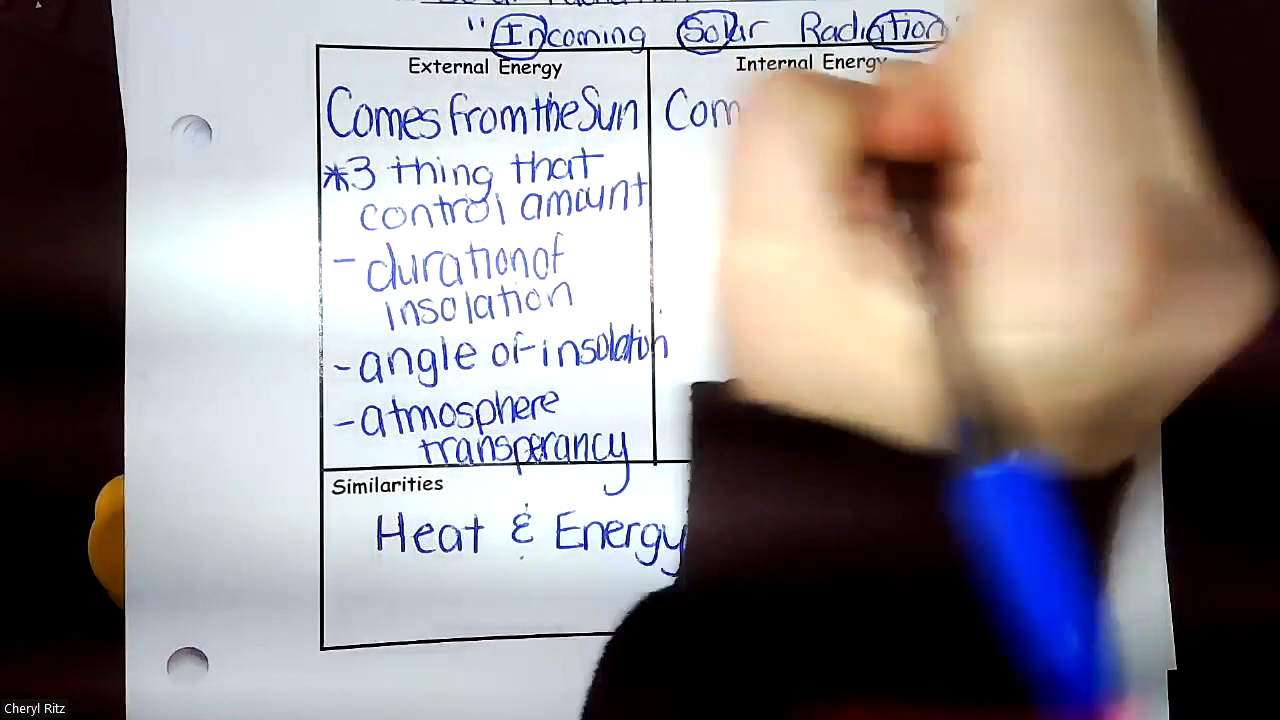 "Incoming Solar Radiation"
External Energy
Comes from the Sun
*3 thing that
control amount
- duration of
insolation
- angle of insolation
- atmosphere
transperancy
Internal Energy
Com
Similarities
Heat & Energy
Cheryl Ritz